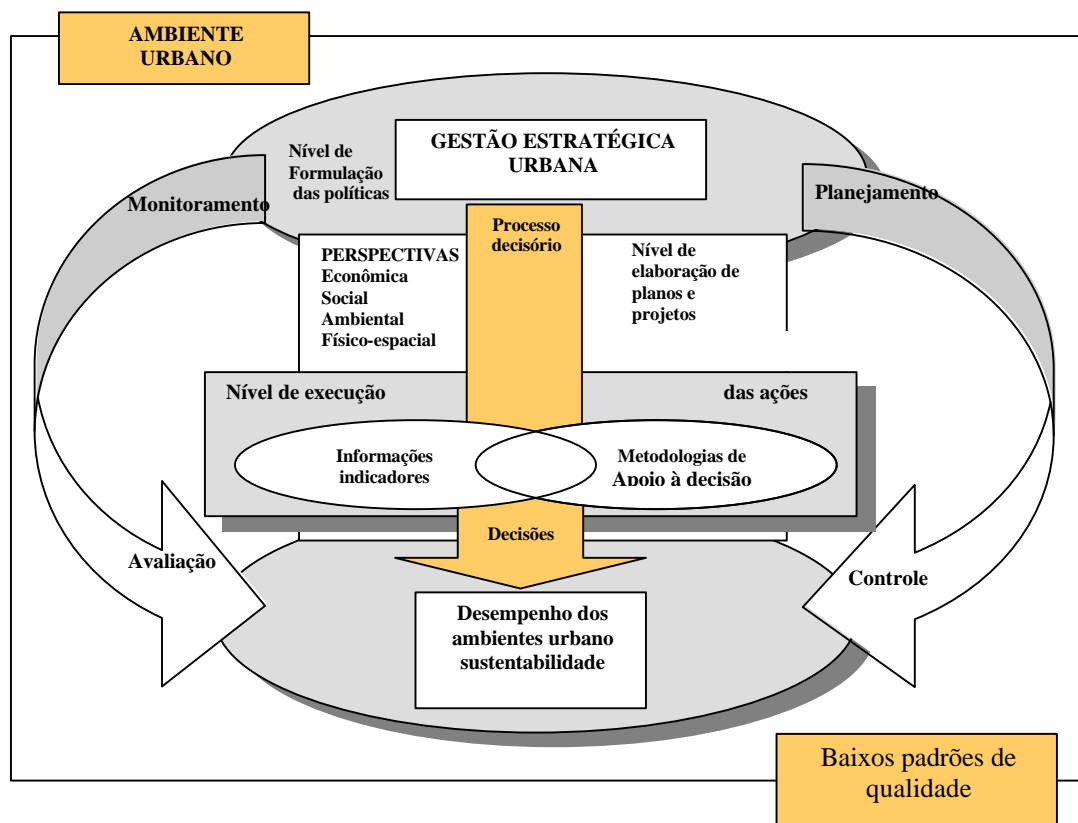 AMBIENTE
URBANO
GESTÃO ESTRATÉGICA
URBANA
Nível de
Formulação
das políticas
Monitoramento
Planejamento
Processo
decisório
PERSPECTIVAS
Econômica
Social
Ambiental
Físico-espacial
Nível de
elaboração de
planos e
projetos
Nível de execução
das ações
Informações
indicadores
Metodologias de
Apoio à decisão
Decisões
Avaliação
Controle
Desempenho dos
ambientes urbano
sustentabilidade
Baixos padrões de
qualidade